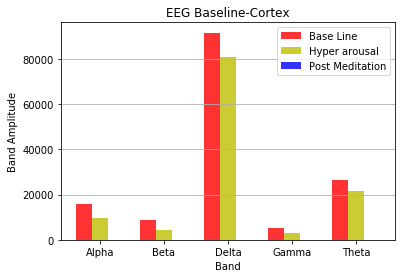 EEG Baseline-Cortex
Base Line
Hyper arousal
Post Meditation
Band Amplitude
80000
60000
40000
20000
0
Alpha Beta Delta Gamma Theta
Band